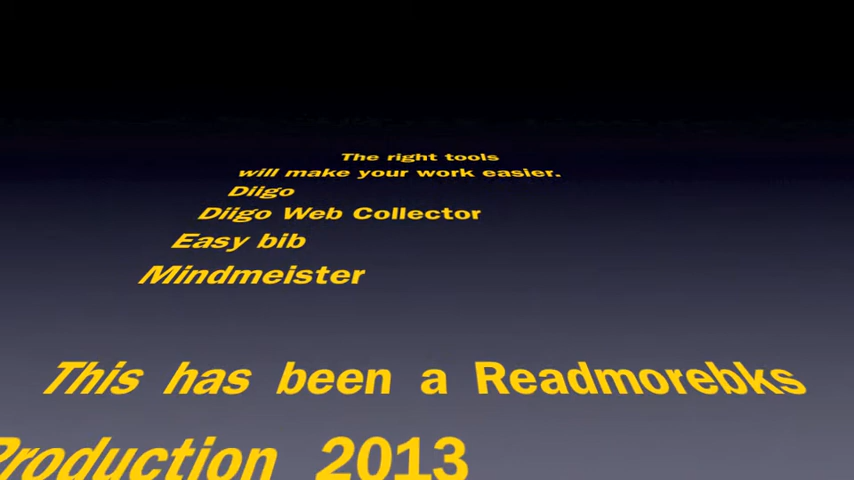 The right tools
will make your work easier.
Diigo
Diigo Web Collector
Easy bib
Mindmeister
This has been a Readmorebks
Production 2013